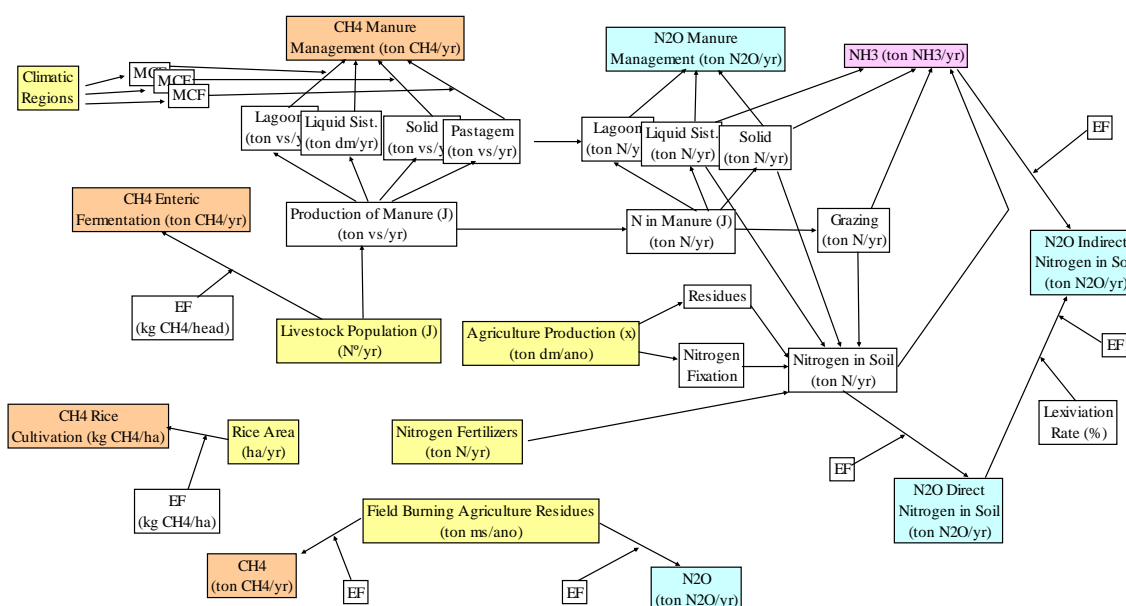 CH4 Manure
Management (ton CH4/yr)
N2O Manure
Management (ton N2O/yr)
NH3 (ton NH3/yr)
Climatic
Regions
MCF
MCF
MCF
Lagoon
(ton vs/y
Liquid Sist.
(ton dm/yr)
Solid
(ton vs/y
Pastagem
(ton vs/yr)
Lagoon
(ton N/y
Liquid Sist.
(ton N/yr)
Solid
(ton N/yr)
EF
CH4 Enteric
Fermentation (ton CH4/yr)
Production of Manure (J)
(ton vs/yr)
N in Manure (J)
(ton N/yr)
Grazing
(ton N/yr)
N2O Indirect
Nitrogen in So
(ton N2O/yr)
EF
(kg CH4/head)
Livestock Population (J)
(Nº/yr)
Agriculture Production (x)
(ton dm/ano)
Residues
Nitrogen
Fixation
Nitrogen in Soil
(ton N/yr)
EF
CH4 Rice
Cultivation (kg CH4/ha)
Rice Area
(ha/yr)
Nitrogen Fertilizers
(ton N/yr)
Lexiviation
Rate (%)
EF
(kg CH4/ha)
EF
N2O Direct
Nitrogen in Soil
(ton N2O/yr)
Field Burning Agriculture Residues
(ton ms/ano)
CH4
(ton CH4/yr)
EF
EF
N2O
(ton N2O/yr)